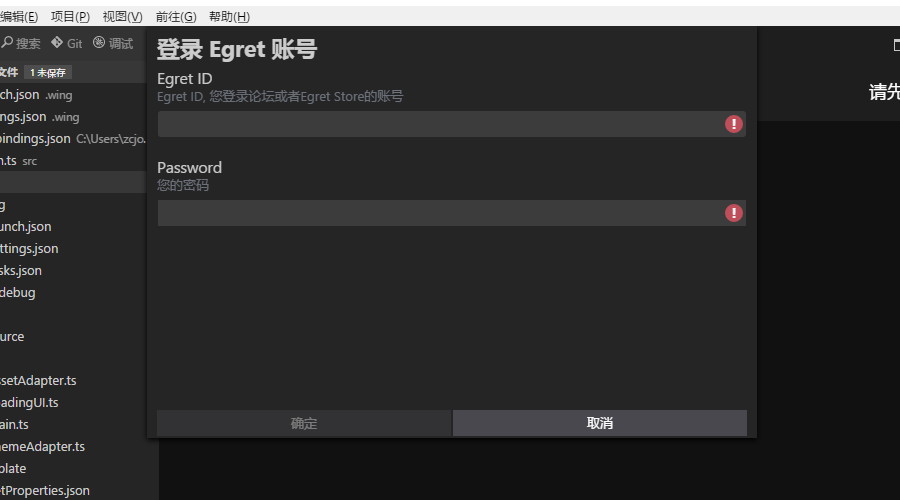 编辑(E) 项目(P) 视图(V) 前往(G) 帮助(H)
搜索 Git 调试
文件 1 未保存
ch.json .wing
ngs.json .wing
bindings.json C:\Users\zcjo.
n.ts src
g
unch.json
ttings.json
sks.json
debug
urce
ssetAdapter.ts
oadingUI.ts
ain.ts
hemeAdapter.ts
plate
etProperties.json
登录 Egret 账号
Egret ID
Egret ID, 您登录论坛或者Egret Store的账号
Password
您的密码
确定 取消
请先